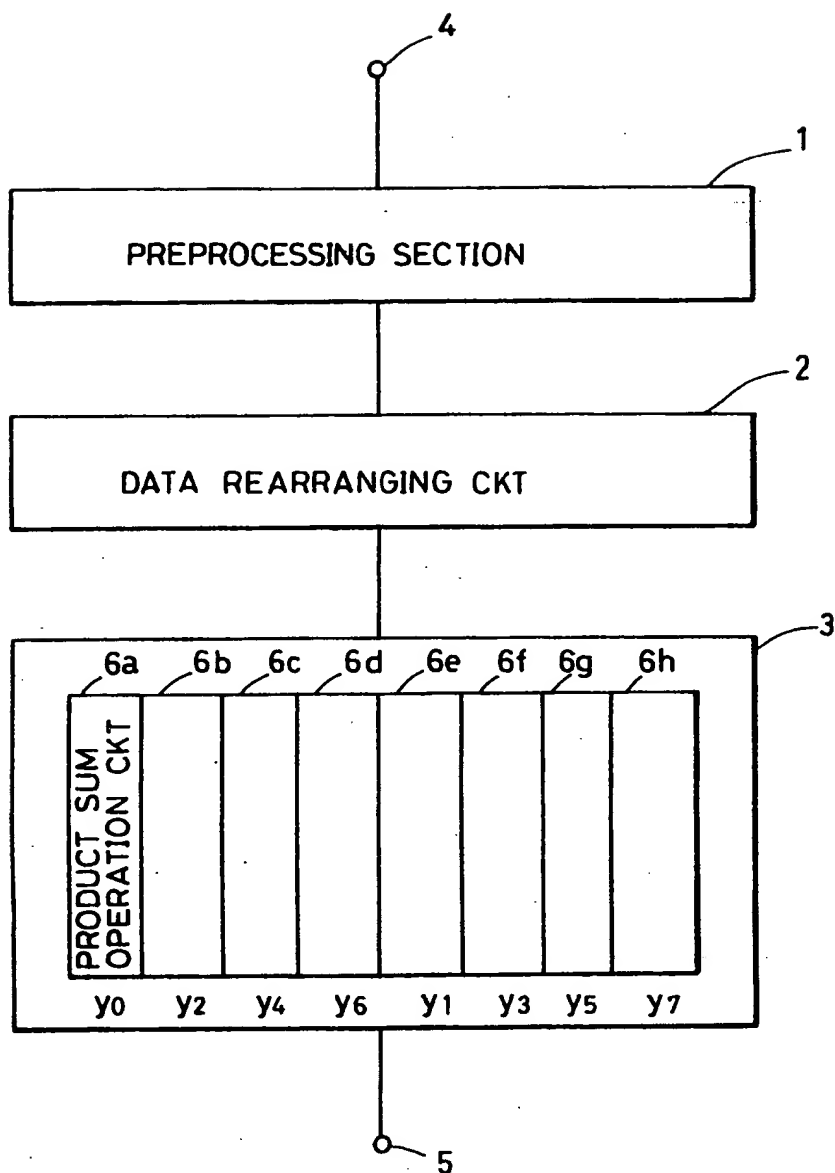 4
1
PREPROCESSING SECTION
2
DATA REARRANGING CKT
3
6a 6b 6c 6d 6e 6f 6g 6h
PRODUCT SUM
OPERATION CKT
y0 y2 y4 y6 y1 y3 y5 y7
5